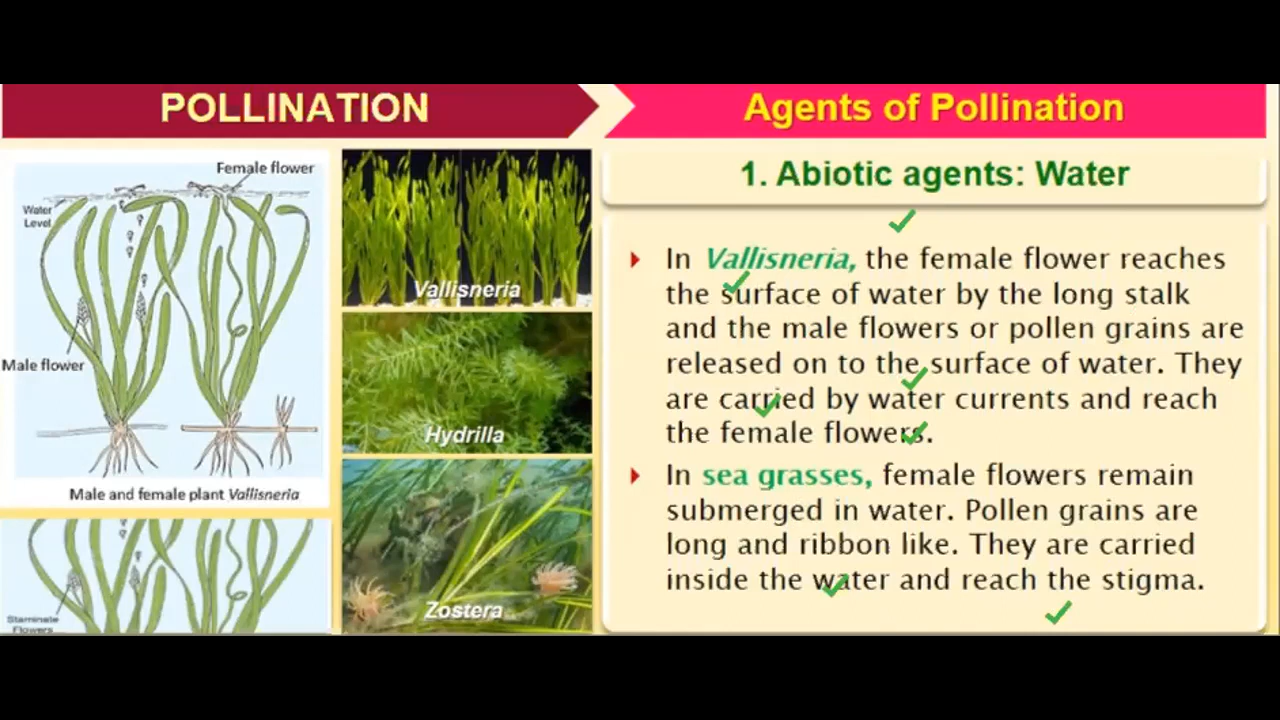 POLLINATION
Agents of Pollination
1. Abiotic agents: Water
Female flower
Water
Level
Male flower
Male and female plant Vallisneria
Staminate
Flowers
Vallisneria
Hydrilla
Zostera
In Vallisneria, the female flower reaches
the surface of water by the long stalk
and the male flowers or pollen grains are
released on to the surface of water. They
are carried by water currents and reach
the female flowers.
In sea grasses, female flowers remain
submerged in water. Pollen grains are
long and ribbon like. They are carried
inside the water and reach the stigma.